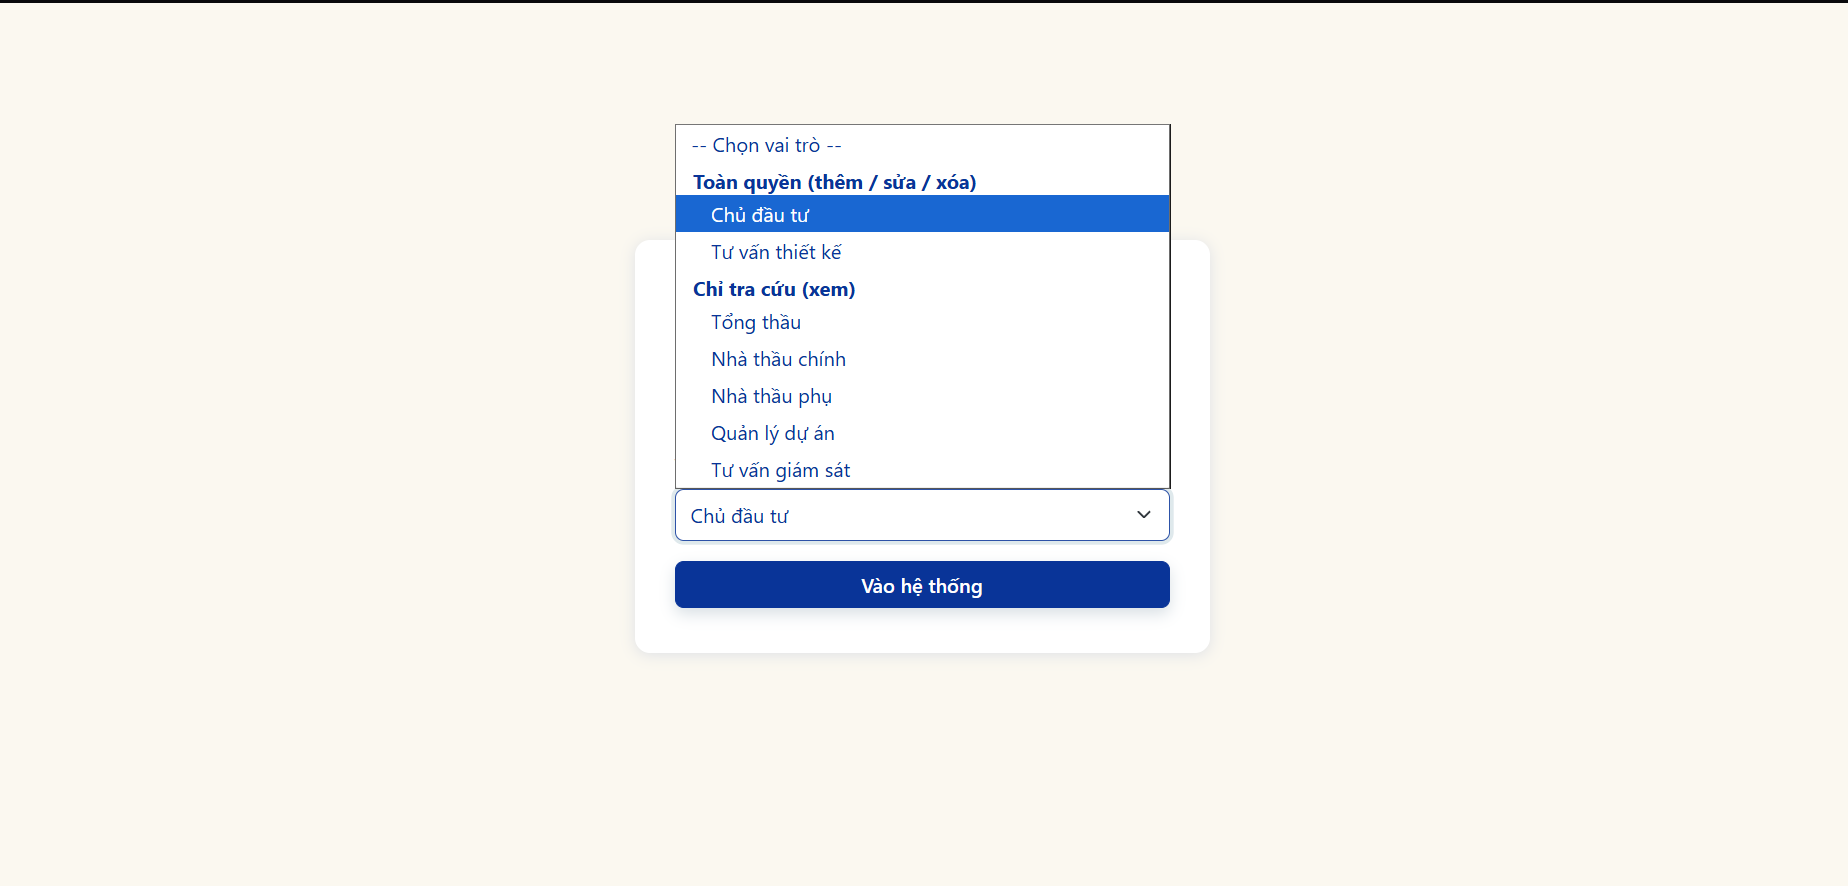 -- Chọn vai trò --
Toàn quyền (thêm / sửa / xóa)
Chủ đầu tư
Tư vấn thiết kế
Chỉ tra cứu (xem)
Tổng thầu
Nhà thầu chính
Nhà thầu phụ
Quản lý dự án
Tư vấn giám sát
Chủ đầu tư
Vào hệ thống